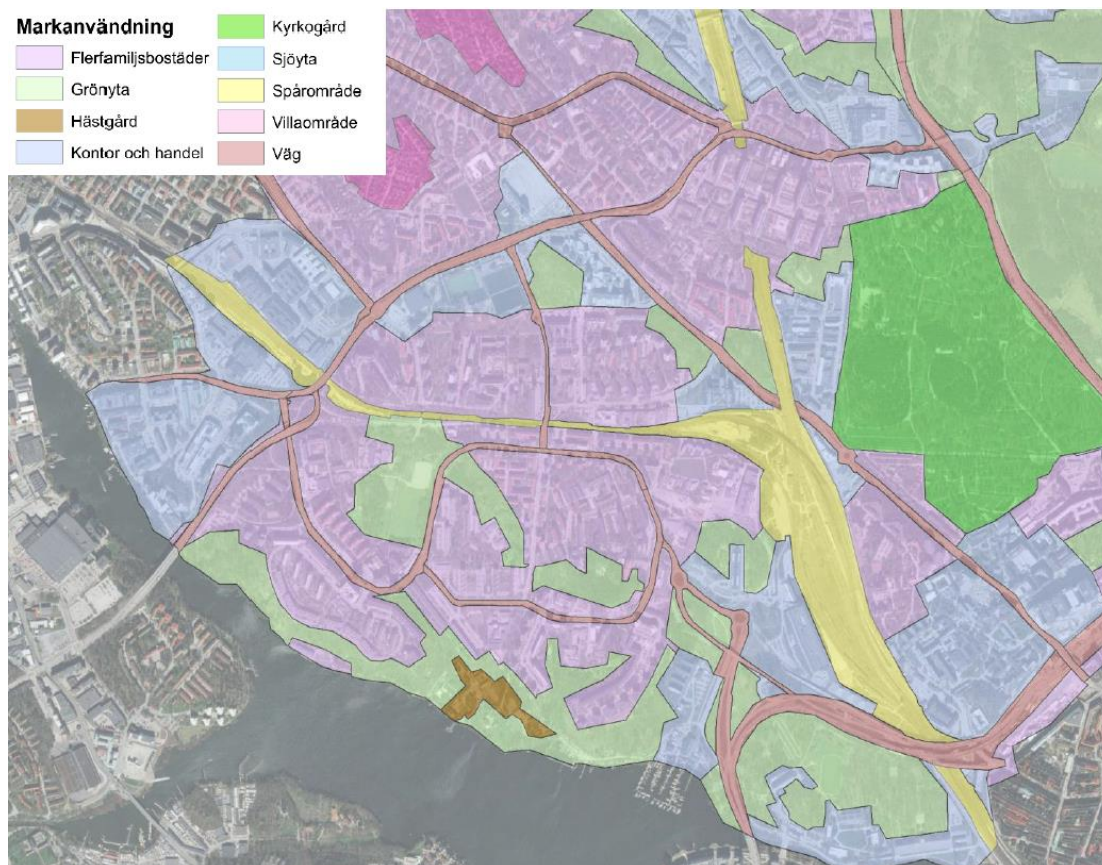 Markanvändning
Flerfamiljsbostäder
Grönyta
Hästgård
Kontor och handel
Kyrkogård
Sjöyta
Spårområde
Villaområde
Väg